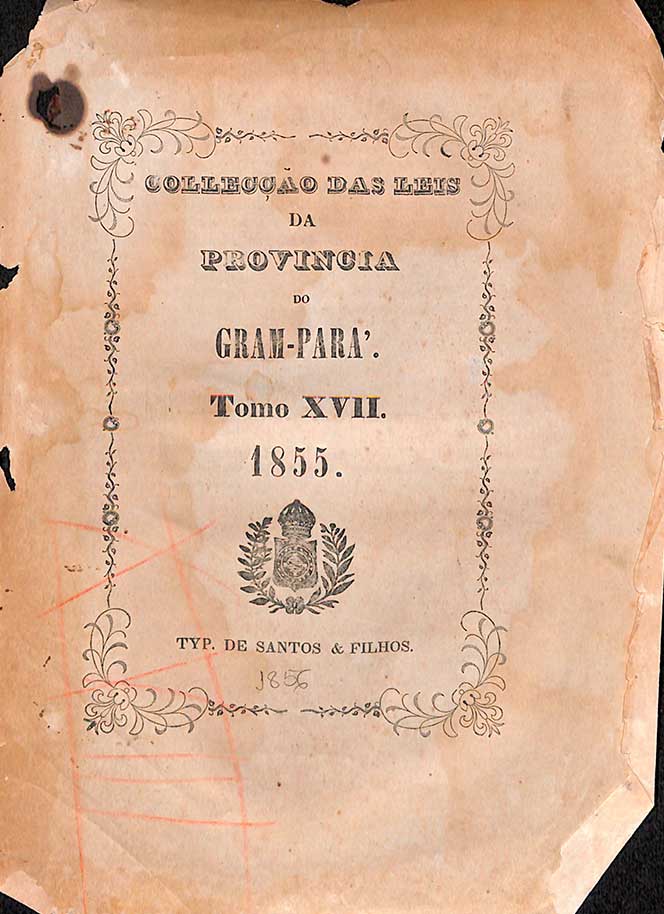 COLLECÇÃO DAS LEIS
DA
PROVINCIA
DO
GRAM-PARA'.
Tomo XVII.
1855.
TYP. DE SANTOS & FILHOS.
1856